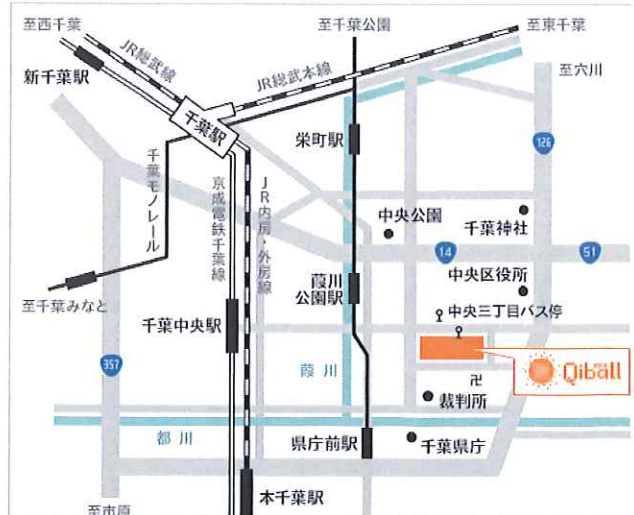 至西千葉
至千葉公園
至東千葉
JR総武線
JR総武本線
新千葉駅
至穴川
千葉駅
栄町駅
126
千葉モノレール
京成電鉄千葉線
JR内房・外房線
中央公園
千葉神社
14
51
葭川
公園駅
中央区役所
至千葉みなと
中央三丁目バス停
千葉中央駅
357
葭川
Qiball
卍
裁判所
都川
県庁前駅
千葉県庁
本千葉駅
至市原